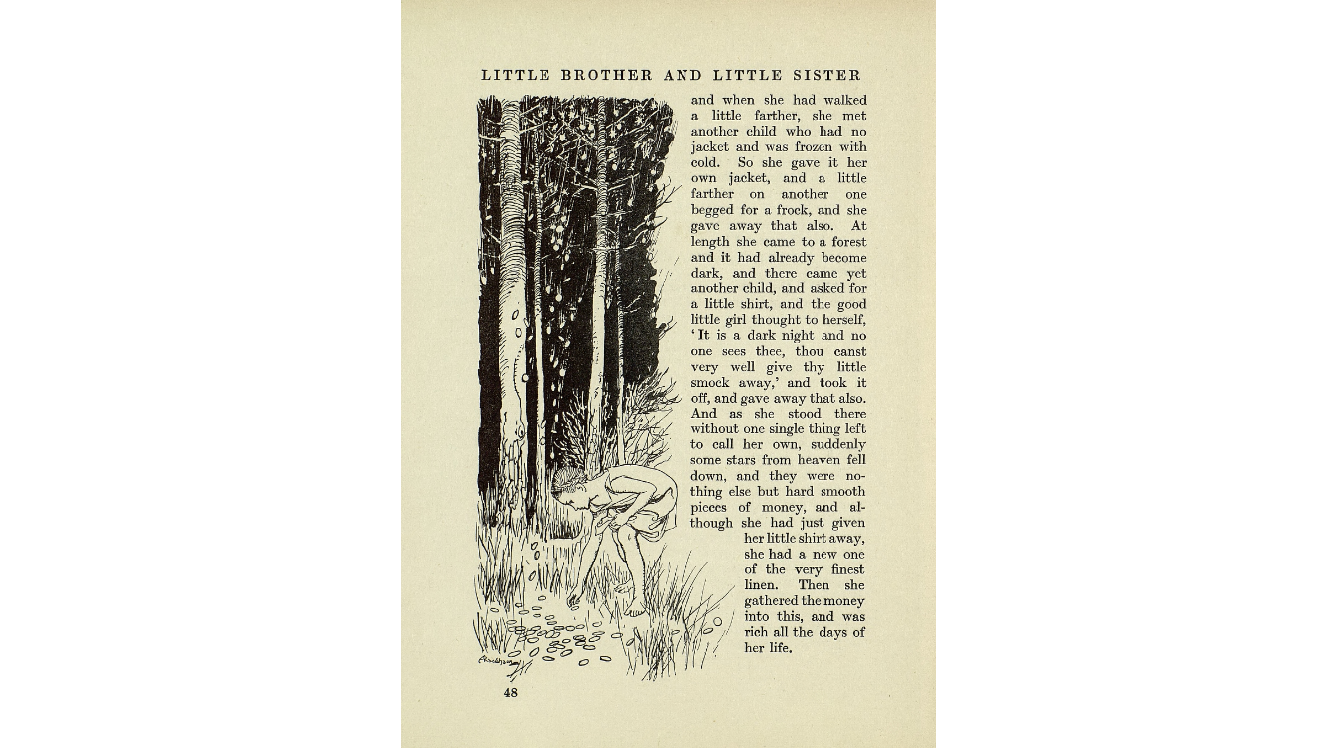 LITTLE BROTHER AND LITTLE SISTER
and when she had walked
a little farther, she met
another child who had no
jacket and was frozen with
cold. So she gave it her
own jacket, and a little
farther on another one
begged for a frock, and she
gave away that also. At
length she came to a forest
and it had already become
dark, and there came yet
another child, and asked for
a little shirt, and the good
little girl thought to herself,
‘It is a dark night and no
one sees thee, thou canst
very well give thy little
smock away,’ and took it
off, and gave away that also.
And as she stood there
without one single thing left
to call her own, suddenly
some stars from heaven fell
down, and they were no-
thing else but hard smooth
pieces of money, and al-
though she had just given
her little shirt away,
she had a new one
of the very finest
linen. Then she
gathered the money
into this, and was
rich all the days of
her life.
48